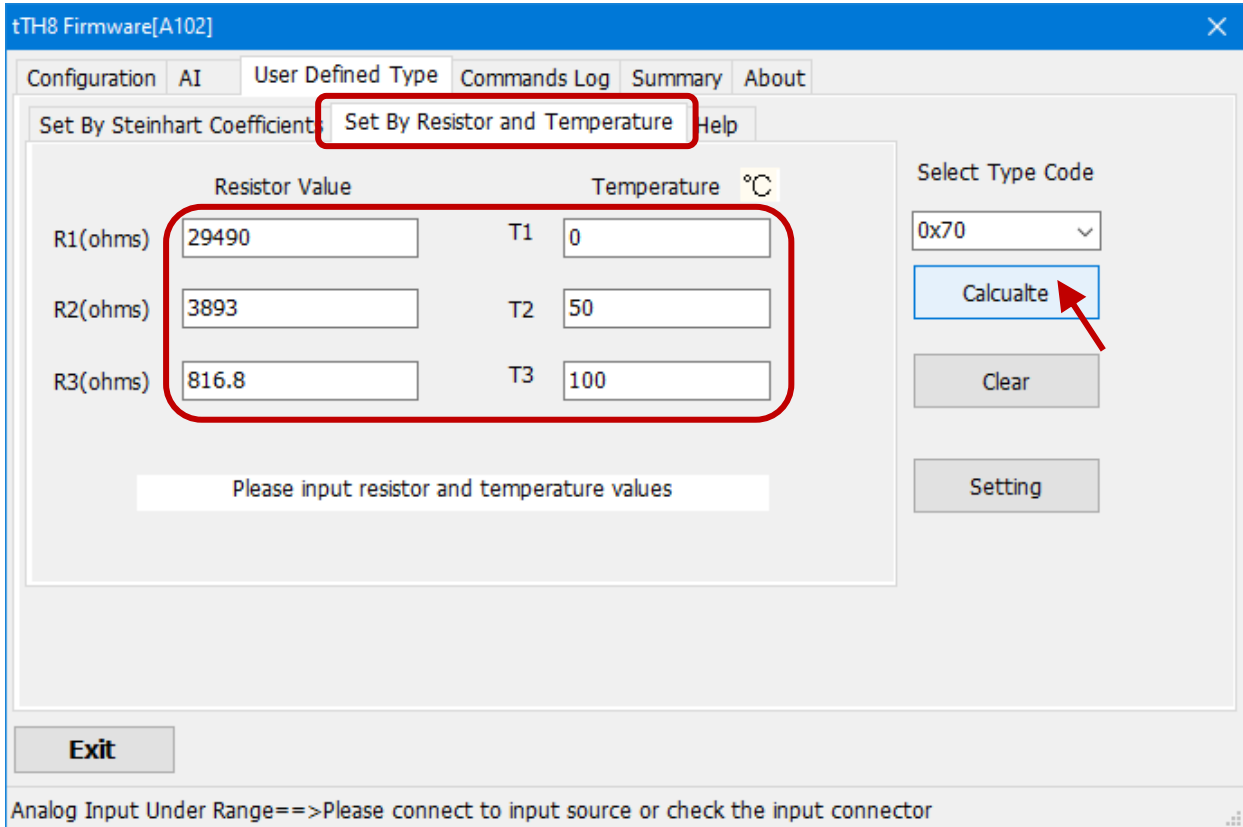 tTH8 Firmware[A102]
Configuration AI User Defined Type Commands Log Summary About
Set By Steinhart Coefficients Set By Resistor and Temperature Help
Resistor Value Temperature °C
R1(ohms) 29490 T1 0
R2(ohms) 3893 T2 50
R3(ohms) 816.8 T3 100
Please input resistor and temperature values
Select Type Code
0x70
Calcualte
Clear
Setting
Exit
Analog Input Under Range==>Please connect to input source or check the input connector